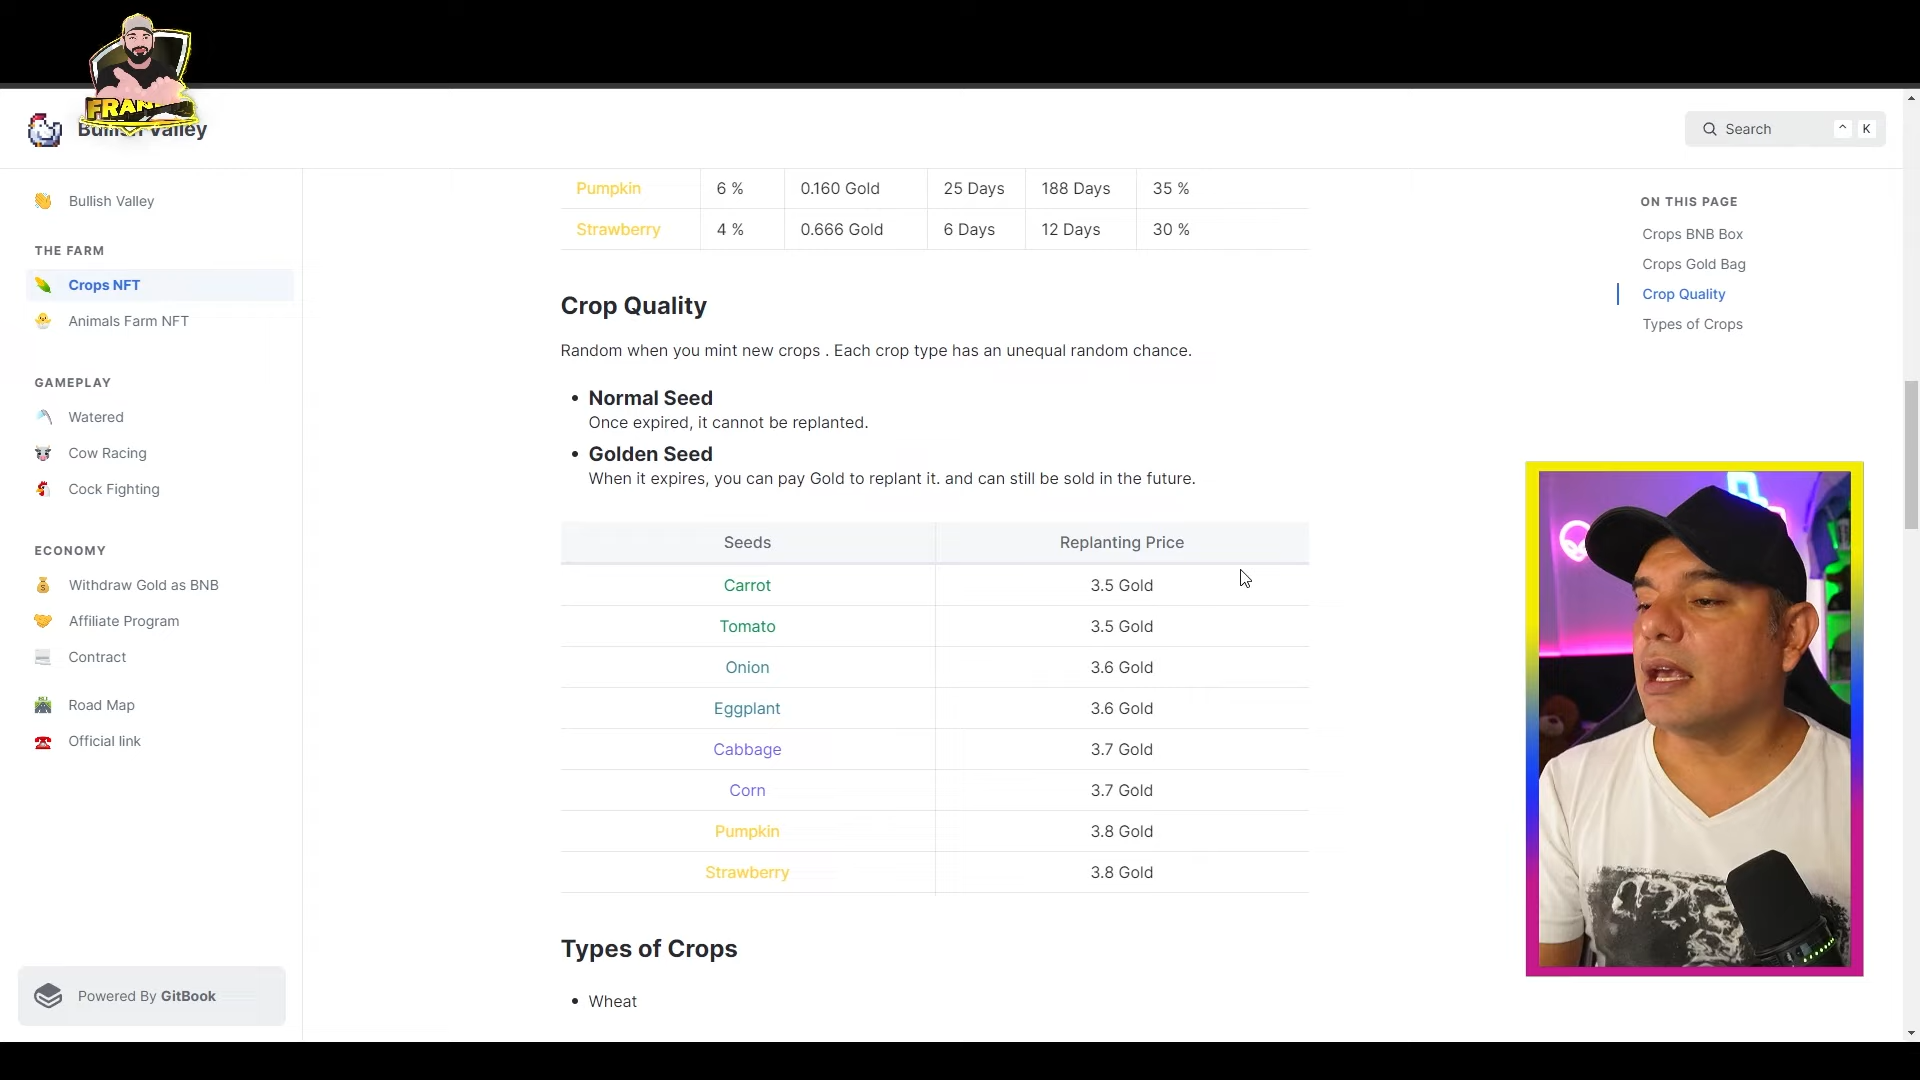 FRAN
Bullish Valley
Search ^ K
Bullish Valley
THE FARM
Crops NFT
Animals Farm NFT
GAMEPLAY
Watered
Cow Racing
Cock Fighting
ECONOMY
Withdraw Gold as BNB
Affiliate Program
Contract
Road Map
Official link
Powered By GitBook
Pumpkin 6 % 0.160 Gold 25 Days 188 Days 35 %
Strawberry 4 % 0.666 Gold 6 Days 12 Days 30 %
Crop Quality
Random when you mint new crops . Each crop type has an unequal random chance.
• Normal Seed
Once expired, it cannot be replanted.
• Golden Seed
When it expires, you can pay Gold to replant it. and can still be sold in the future.
Seeds Replanting Price
Carrot 3.5 Gold
Tomato 3.5 Gold
Onion 3.6 Gold
Eggplant 3.6 Gold
Cabbage 3.7 Gold
Corn 3.7 Gold
Pumpkin 3.8 Gold
Strawberry 3.8 Gold
Types of Crops
• Wheat
ON THIS PAGE
Crops BNB Box
Crops Gold Bag
Crop Quality
Types of Crops